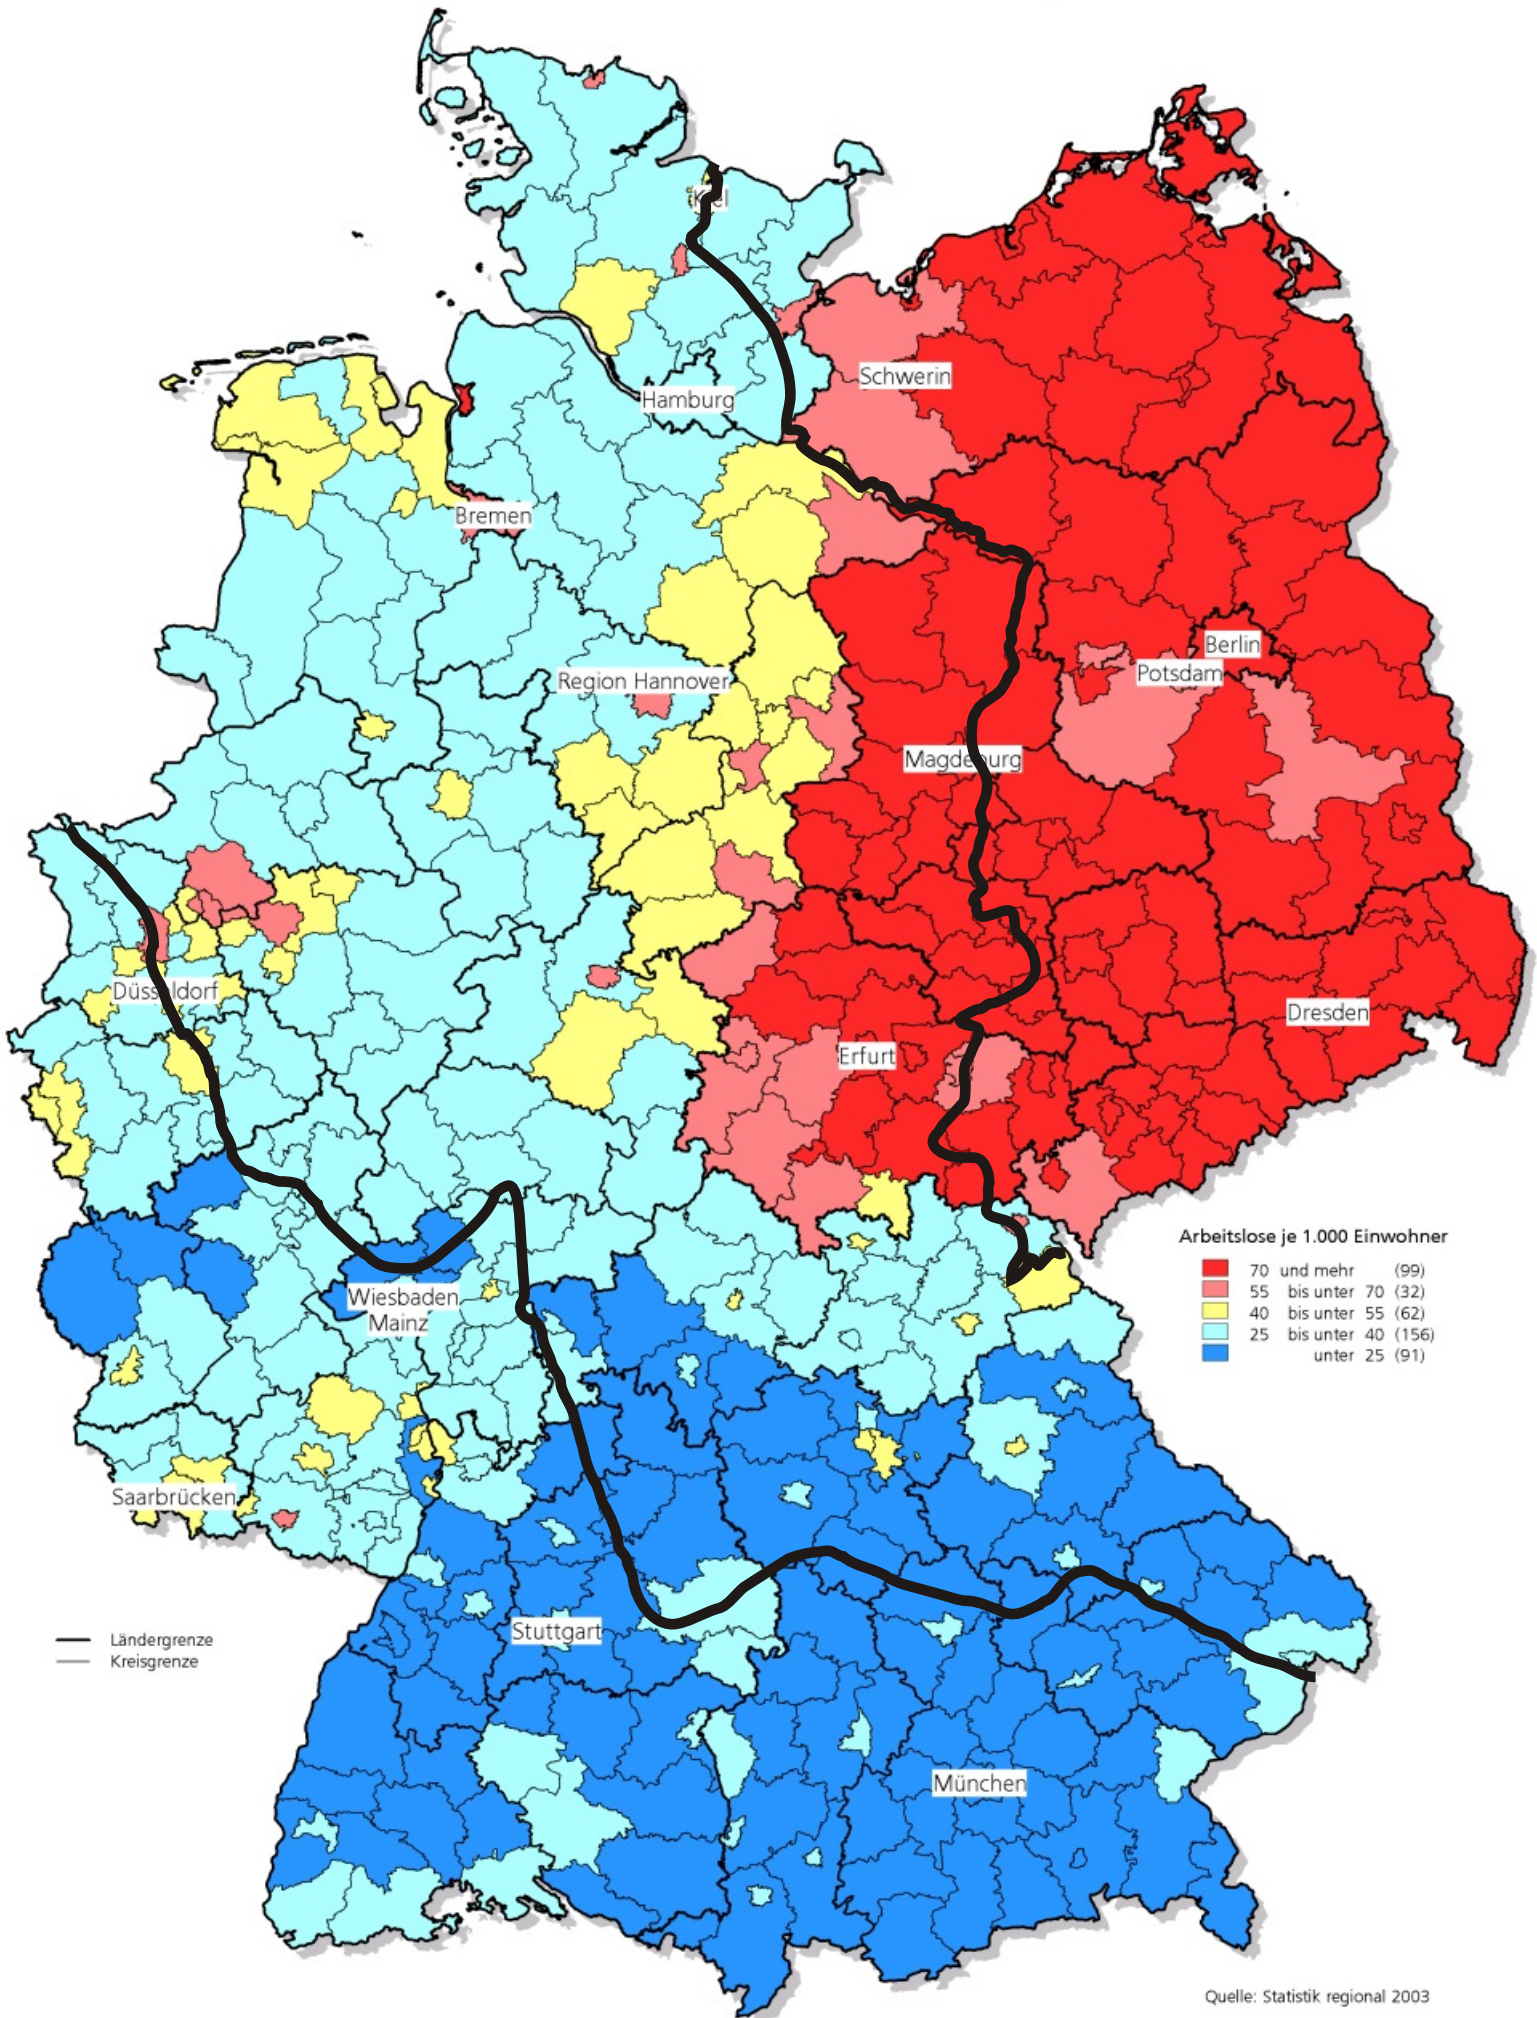 Kiel
Schwerin
Hamburg
Bremen
Berlin
Potsdam
Region Hannover
Magdeburg
Düsseldorf
Dresden
Erfurt
Wiesbaden
Mainz
Saarbrücken
Stuttgart
München
Arbeitslose je 1.000 Einwohner
70 und mehr (99)
55 bis unter 70 (32)
40 bis unter 55 (62)
25 bis unter 40 (156)
unter 25 (91)
Ländergrenze
Kreisgrenze
Quelle: Statistik regional 2003